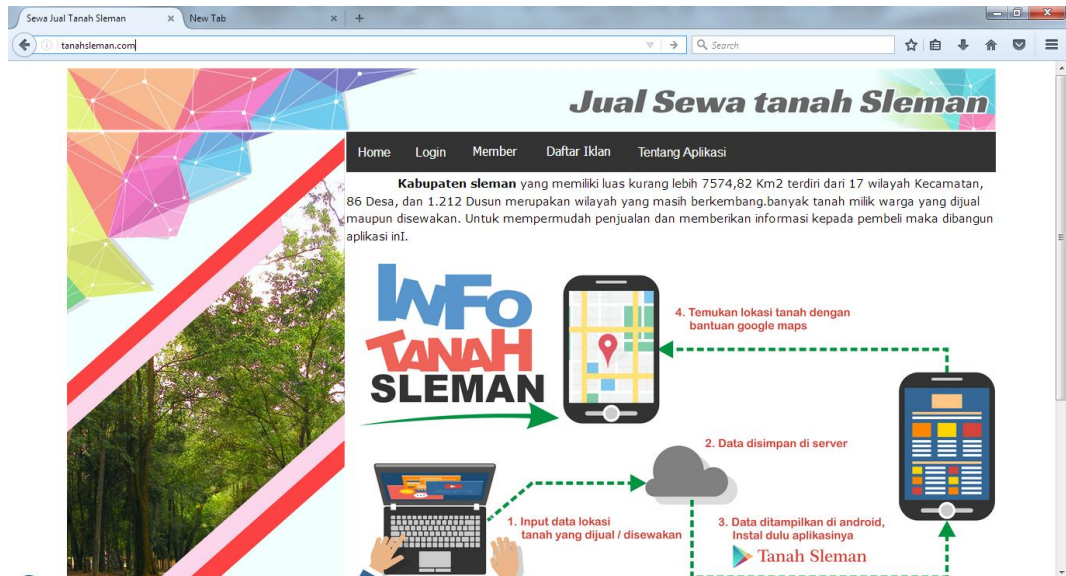 Sewa Jual Tanah Sleman
New Tab
tanahsleman.com
Search
Jual Sewa tanah Sleman
Home Login Member Daftar Iklan Tentang Aplikasi
Kabupaten sleman yang memiliki luas kurang lebih 7574,82 Km2 terdiri dari 17 wilayah Kecamatan,
86 Desa, dan 1.212 Dusun merupakan wilayah yang masih berkembang.banyak tanah milik warga yang dijual
maupun disewakan. Untuk mempermudah penjualan dan memberikan informasi kepada pembeli maka dibangun
aplikasi inI.
INFO
TANAH
SLEMAN
4. Temukan lokasi tanah dengan
bantuan google maps
2. Data disimpan di server
1. Input data lokasi
tanah yang dijual / disewakan
3. Data ditampilkan di android,
Instal dulu aplikasinya
Tanah Sleman